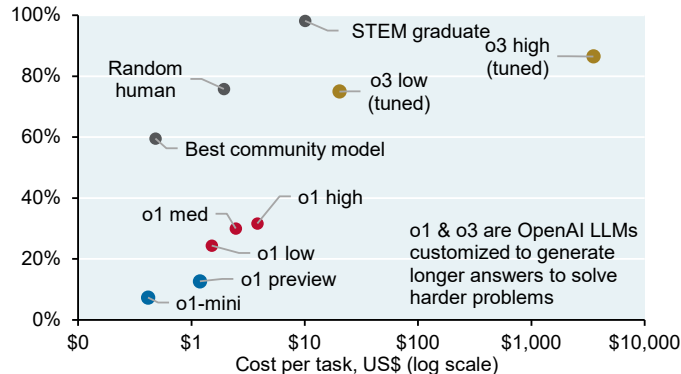 100%
80%
60%
40%
20%
0%
STEM graduate
o3 high
(tuned)
Random
human
o3 low
(tuned)
Best community model
o1 high
o1 med
o1 low
o1 preview
o1-mini
o1 & o3 are OpenAI LLMs
customized to generate
longer answers to solve
harder problems
$0
$1
$10
$100
$1,000
$10,000
Cost per task, US$ (log scale)